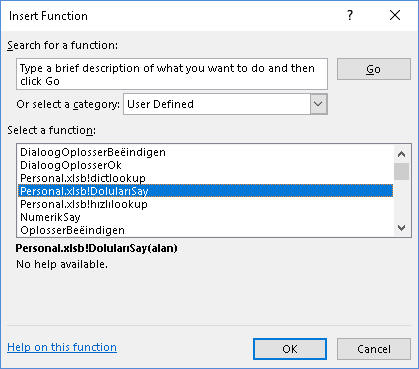 Insert Function
?
Search for a function:
Type a brief description of what you want to do and then
click Go
Go
Or select a category: User Defined
Select a function:
DialoogOplosserBeëindigen
DialoogOplosserOk
Personal.xlsb!dictlookup
Personal.xlsb!DolularıSay
Personal.xlsb!hızlılookup
NumerikSay
OplosserBeëindigen
Personal.xlsb!DolularıSay(alan)
No help available.
Help on this function
OK
Cancel